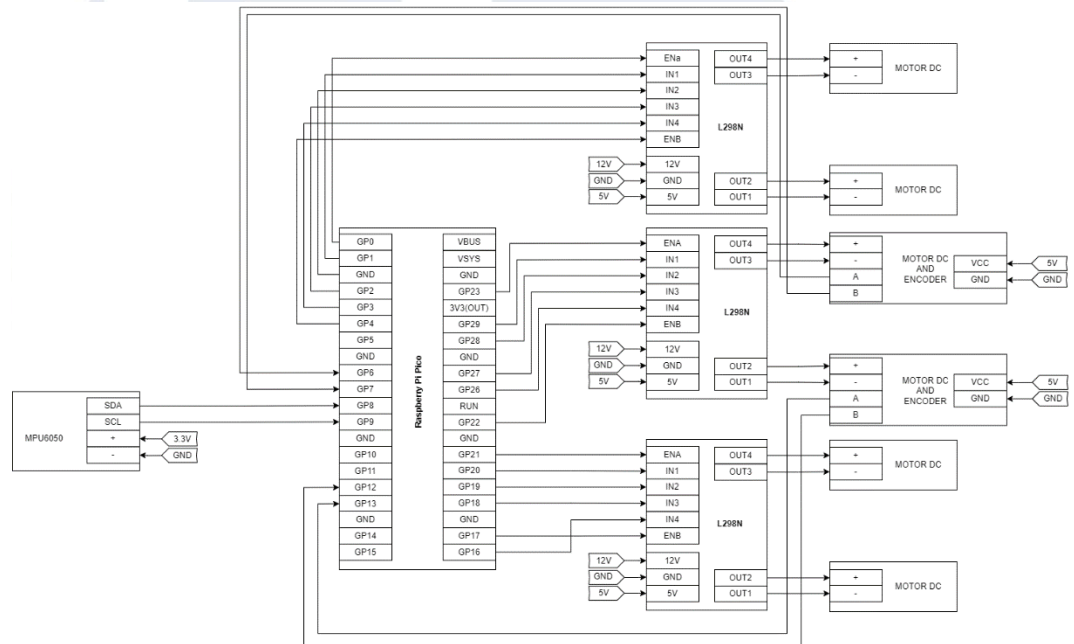 ENa
IN1
IN2
IN3
IN4
ENB
12V
GND
5V
12V
GND
5V
L298N
OUT4
OUT3
OUT2
OUT1
+
-
MOTOR DC
+
-
MOTOR DC
GP0
GP1
GND
GP2
GP3
GP4
GP5
GND
GP6
GP7
GP8
GP9
GND
GP10
GP11
GP12
GP13
GND
GP14
GP15
Raspberry Pi Pico
VBUS
VSYS
GND
GP23
3V3(OUT)
GP29
GP28
GND
GP27
GP26
RUN
GP22
GND
GP21
GP20
GP19
GP18
GND
GP17
GP16
ENA
IN1
IN2
IN3
IN4
ENB
12V
GND
5V
12V
GND
5V
L298N
OUT4
OUT3
OUT2
OUT1
+
-
A
B
MOTOR DC
AND
ENCODER
VCC
GND
5V
GND
+
-
A
B
MOTOR DC
AND
ENCODER
VCC
GND
5V
GND
MPU6050
SDA
SCL
+
-
3.3V
GND
ENA
IN1
IN2
IN3
IN4
ENB
12V
GND
5V
12V
GND
5V
L298N
OUT4
OUT3
OUT2
OUT1
+
-
MOTOR DC
+
-
MOTOR DC